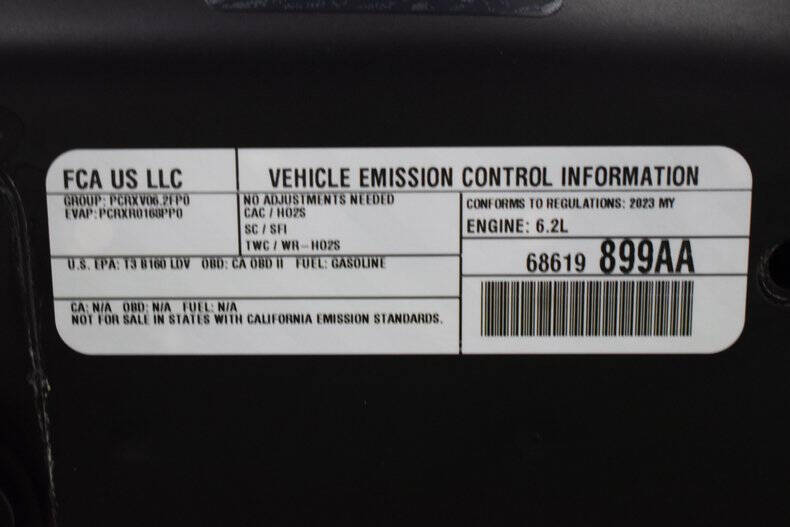 FCA US LLC
VEHICLE EMISSION CONTROL INFORMATION
GROUP: PCRXV06.2FP0
EVAP: PCRXR0168PP0
NO ADJUSTMENTS NEEDED
CAC / HO2S
SC / SFI
TWC / WR-HO2S
CONFORMS TO REGULATIONS: 2023 MY
ENGINE: 6.2L
68619 899AA
U.S. EPA: T3 B160 LDV OBD: CA OBD II FUEL: GASOLINE
CA: N/A OBD: N/A FUEL: N/A
NOT FOR SALE IN STATES WITH CALIFORNIA EMISSION STANDARDS.